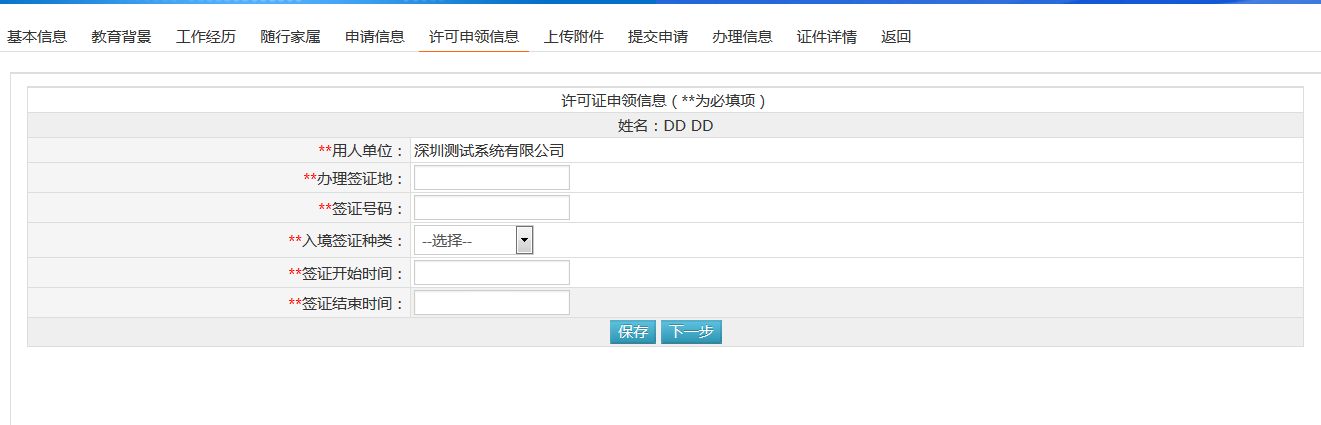 基本信息 教育背景 工作经历 随行家属 申请信息 许可申领信息 上传附件 提交申请 办理信息 证件详情 返回
许可证申领信息（**为必填项）
姓名：DD DD
**用人单位： 深圳测试系统有限公司
**办理签证地：
**签证号码：
**入境签证种类： --选择--
**签证开始时间：
**签证结束时间：
保存 下一步